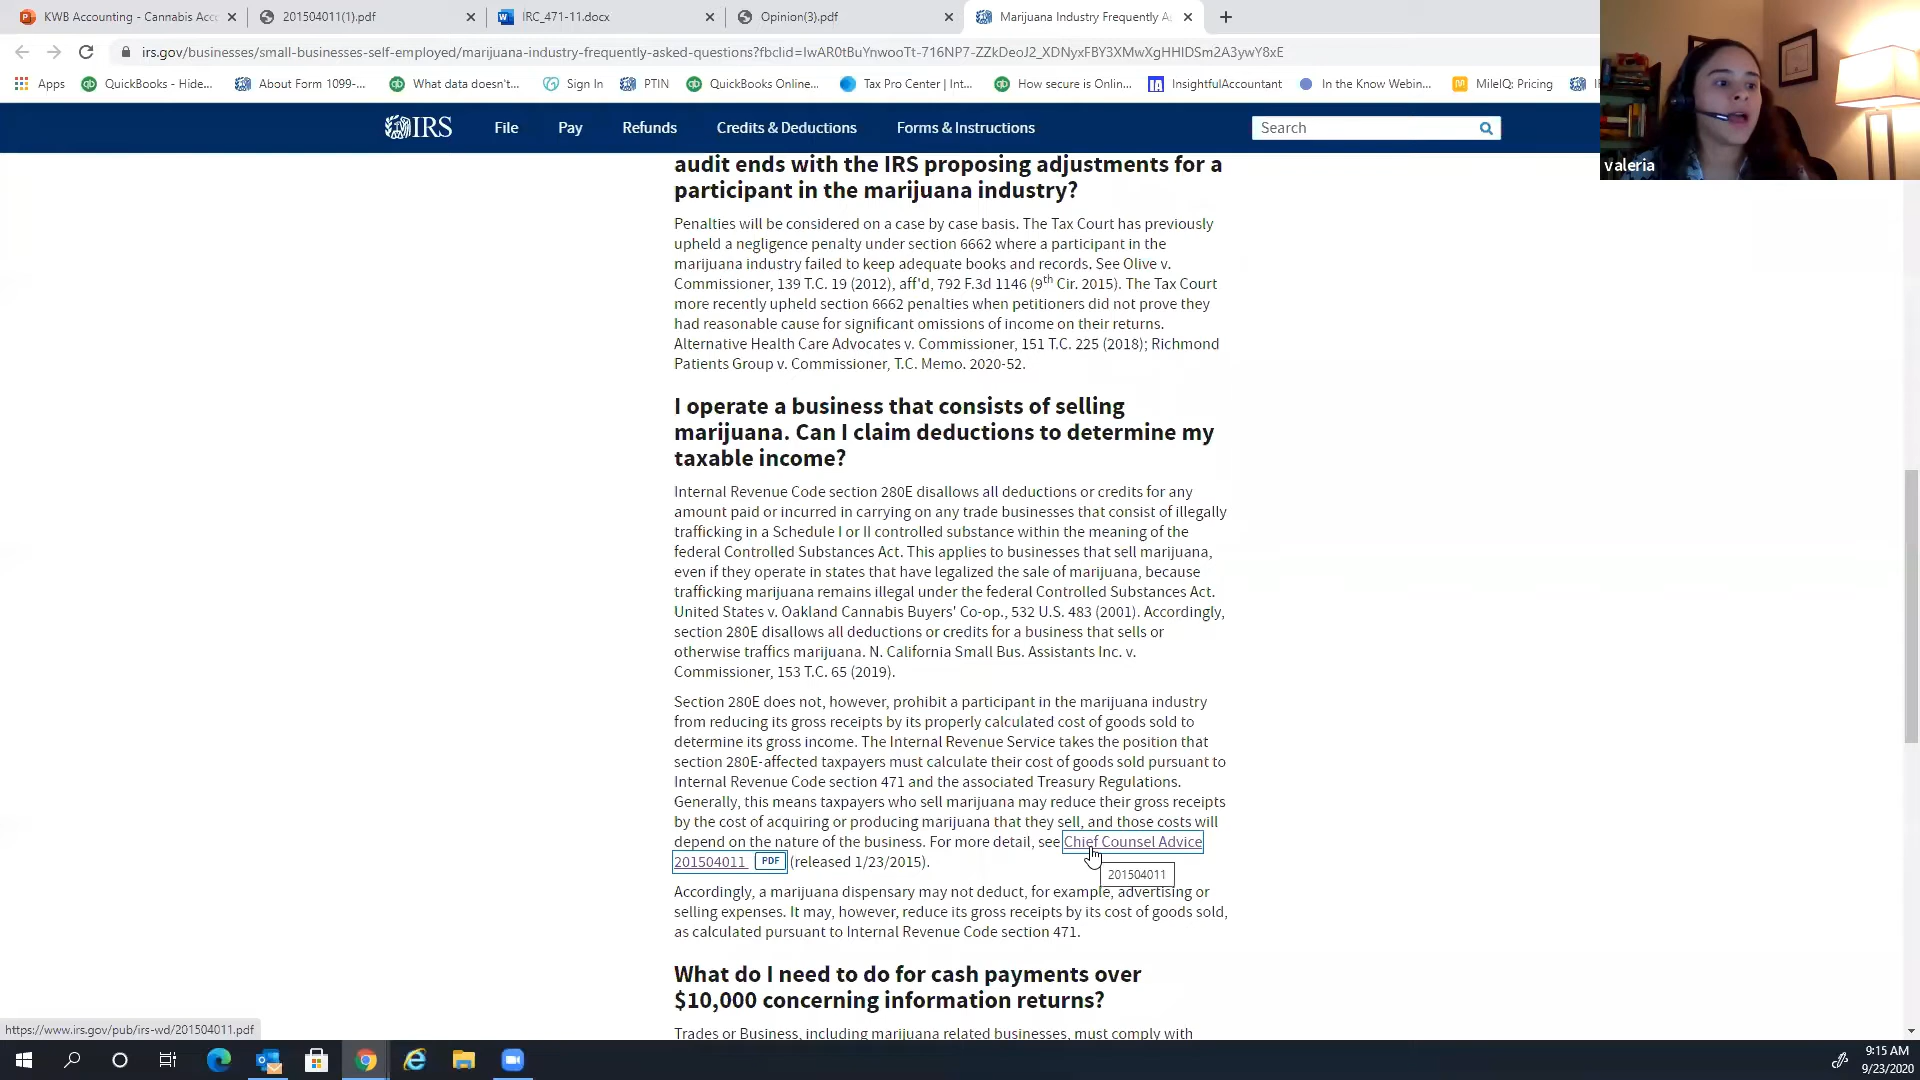 KWB Accounting - Cannabis Acc
201504011(1).pdf
IRC_471-11.docx
Opinion(3).pdf
Marijuana Industry Frequently A
irs.gov/businesses/small-businesses-self-employed/marijuana-industry-frequently-asked-questions?fbclid=IwAR0tBuYnwooTt-716NP7-ZZkDeoJ2_XDNyxFBY3XMwXgHHlDSm2A3ywY8xE
Apps
QuickBooks - Hide...
About Form 1099-...
What data doesn't...
Sign In
PTIN
QuickBooks Online...
Tax Pro Center | Int...
How secure is Onlin...
InsightfulAccountant
In the Know Webin...
MileIQ: Pricing
valeria
IRS
File
Pay
Refunds
Credits & Deductions
Forms & Instructions
Search
audit ends with the IRS proposing adjustments for a
participant in the marijuana industry?
Penalties will be considered on a case by case basis. The Tax Court has previously
upheld a negligence penalty under section 6662 where a participant in the
marijuana industry failed to keep adequate books and records. See Olive v.
Commissioner, 139 T.C. 19 (2012), aff'd, 792 F.3d 1146 (9th Cir. 2015). The Tax Court
more recently upheld section 6662 penalties when petitioners did not prove they
had reasonable cause for significant omissions of income on their returns.
Alternative Health Care Advocates v. Commissioner, 151 T.C. 225 (2018); Richmond
Patients Group v. Commissioner, T.C. Memo. 2020-52.
I operate a business that consists of selling
marijuana. Can I claim deductions to determine my
taxable income?
Internal Revenue Code section 280E disallows all deductions or credits for any
amount paid or incurred in carrying on any trade businesses that consist of illegally
trafficking in a Schedule I or II controlled substance within the meaning of the
federal Controlled Substances Act. This applies to businesses that sell marijuana,
even if they operate in states that have legalized the sale of marijuana, because
trafficking marijuana remains illegal under the federal Controlled Substances Act.
United States v. Oakland Cannabis Buyers' Co-op., 532 U.S. 483 (2001). Accordingly,
section 280E disallows all deductions or credits for a business that sells or
otherwise traffics marijuana. N. California Small Bus. Assistants Inc. v.
Commissioner, 153 T.C. 65 (2019).
Section 280E does not, however, prohibit a participant in the marijuana industry
from reducing its gross receipts by its properly calculated cost of goods sold to
determine its gross income. The Internal Revenue Service takes the position that
section 280E-affected taxpayers must calculate their cost of goods sold pursuant to
Internal Revenue Code section 471 and the associated Treasury Regulations.
Generally, this means taxpayers who sell marijuana may reduce their gross receipts
by the cost of acquiring or producing marijuana that they sell, and those costs will
depend on the nature of the business. For more detail, see Chief Counsel Advice
201504011 PDF (released 1/23/2015).
201504011
Accordingly, a marijuana dispensary may not deduct, for example, advertising or
selling expenses. It may, however, reduce its gross receipts by its cost of goods sold,
as calculated pursuant to Internal Revenue Code section 471.
What do I need to do for cash payments over
$10,000 concerning information returns?
Trades or Business, including marijuana related businesses, must comply with
https://www.irs.gov/pub/irs-wd/201504011.pdf
9:15 AM
9/23/2020